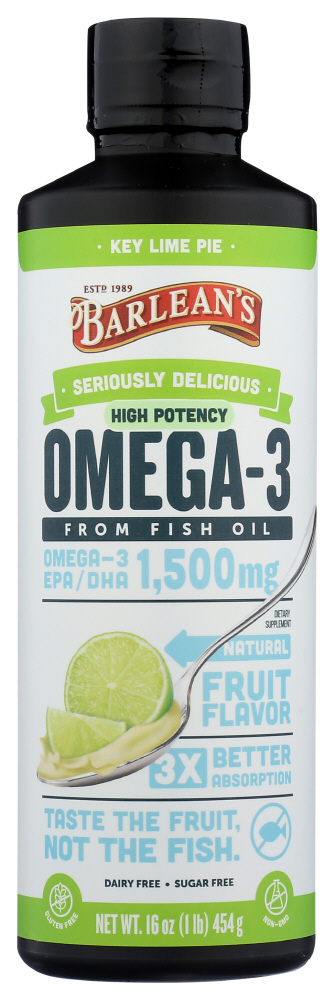 · KEY LIME PIE ·
ESTD 1989
BARLEAN'S
· SERIOUSLY DELICIOUS ·
HIGH POTENCY
OMEGA-3
FROM FISH OIL
OMEGA-3
EPA/DHA 1,500mg
DIETARY
SUPPLEMENT
NATURAL
FRUIT
FLAVOR
3X BETTER
ABSORPTION
TASTE THE FRUIT,
NOT THE FISH.
DAIRY FREE • SUGAR FREE
GLUTEN FREE
NET WT. 16 oz (1 lb) 454g
NON-GMO